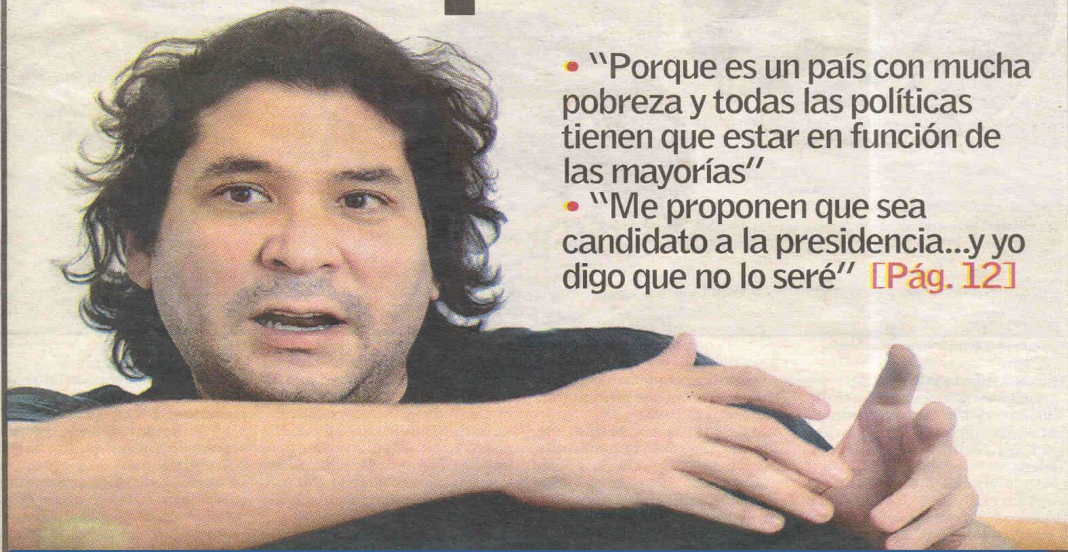 • “Porque es un país con mucha
pobreza y todas las políticas
tienen que estar en función de
las mayorías”
• “Me proponen que sea
candidato a la presidencia...y yo
digo que no lo seré” [Pág. 12]